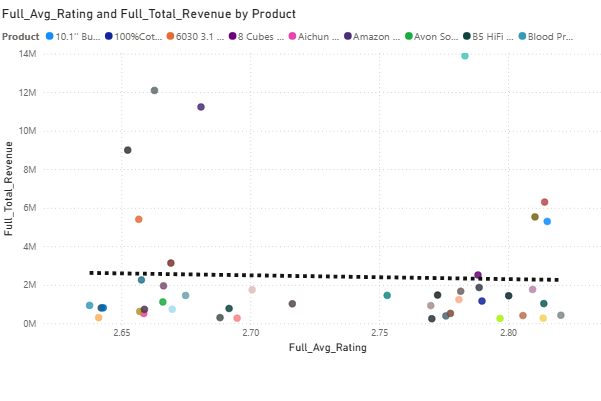 Full_Avg_Rating and Full_Total_Revenue by Product
Product 10.1" Bu... 100%Cot... 6030 3.1 ... 8 Cubes ... Aichun ... Amazon ... Avon So... B5 HiFi ... Blood Pr...
14M
12M
10M
8M
6M
4M
2M
0M
Full_Total_Revenue
2.65 2.70 2.75 2.80
Full_Avg_Rating